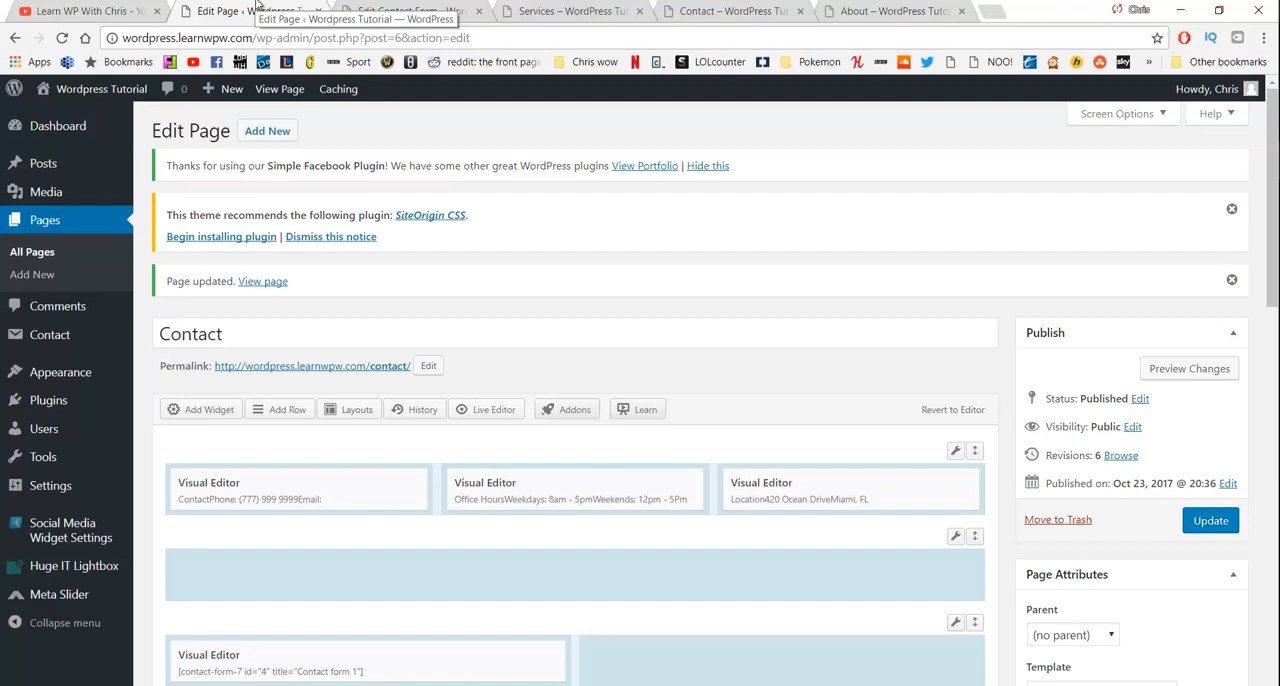 Learn WP With Chris - Y
Edit Page ‹ Wordpress T
Edit Contact Form
Services – WordPress Tu
Contact – WordPress Tu
About – WordPress Tuto
Chris
Edit Page ‹ Wordpress Tutorial — WordPress
wordpress.learnwpw.com/wp-admin/post.php?post=6&action=edit
Apps
Bookmarks
Sport
reddit: the front page
Chris wow
LOLcounter
Pokemon
NOO!
sky
»
Other bookmarks
Wordpress Tutorial
0
New
View Page
Caching
Howdy, Chris
Screen Options
Help
Dashboard
Posts
Media
Pages
All Pages
Add New
Comments
Contact
Appearance
Plugins
Users
Tools
Settings
Social Media
Widget Settings
Huge IT Lightbox
Meta Slider
Collapse menu
Edit Page
Add New
Thanks for using our Simple Facebook Plugin! We have some other great WordPress plugins View Portfolio | Hide this
This theme recommends the following plugin: SiteOrigin CSS.
Begin installing plugin | Dismiss this notice
Page updated. View page
Contact
Permalink: http://wordpress.learnwpw.com/contact/ Edit
Add Widget
Add Row
Layouts
History
Live Editor
Addons
Learn
Revert to Editor
Visual Editor
ContactPhone: (777) 999 9999Email:
Visual Editor
Office HoursWeekdays: 8am - 5pmWeekends: 12pm - 5Pm
Visual Editor
Location420 Ocean DriveMiami, FL
Visual Editor
[contact-form-7 id="4" title="Contact form 1"]
Publish
Preview Changes
Status: Published Edit
Visibility: Public Edit
Revisions: 6 Browse
Published on: Oct 23, 2017 @ 20:36 Edit
Move to Trash
Update
Page Attributes
Parent
(no parent)
Template